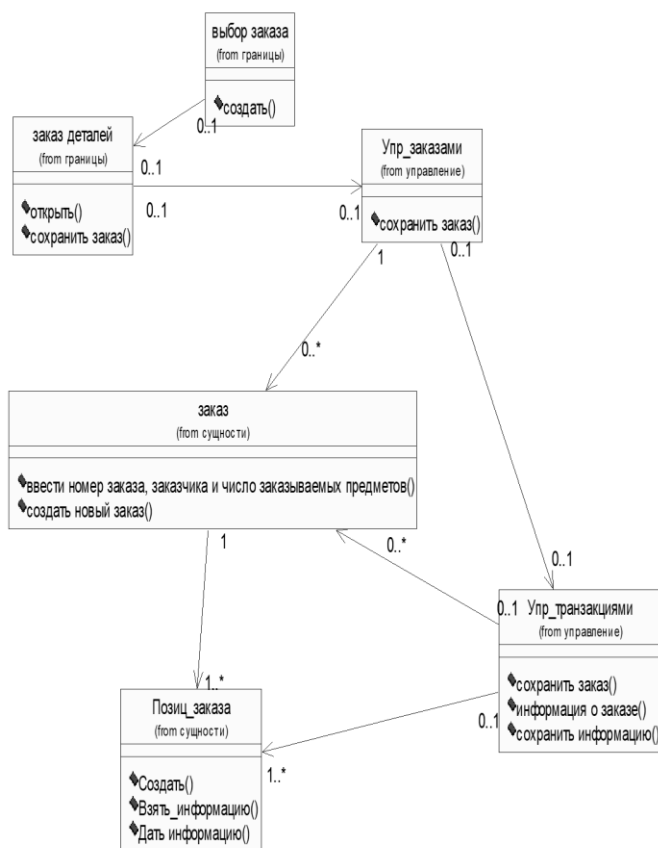 выбор заказа
(from границы)
создать()
0..1
заказ деталей
(from границы)
открыть()
сохранить заказ()
0..1
0..1
Упр_заказами
(from управление)
сохранить заказ()
0..1
1
0..1
0..*
заказ
(from сущности)
ввести номер заказа, заказчика и число заказываемых предметов()
создать новый заказ()
1
0..*
0..1
0..1
Упр_транзакциями
(from управление)
сохранить заказ()
информация о заказе()
сохранить информацию()
0..1
1..*
Позиц_заказа
(from сущности)
Создать()
Взять_информацию()
Дать информацию()
1..*